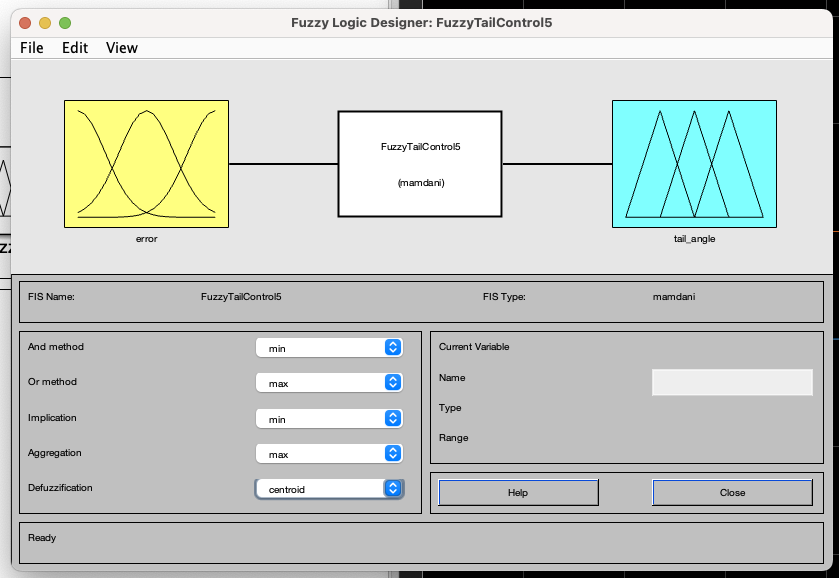 Fuzzy Logic Designer: FuzzyTailControl5
File Edit View
FuzzyTailControl5
(mamdani)
error
tail_angle
FIS Name: FuzzyTailControl5 FIS Type: mamdani
And method min
Or method max
Implication min
Aggregation max
Defuzzification centroid
Current Variable
Name
Type
Range
Help Close
Ready